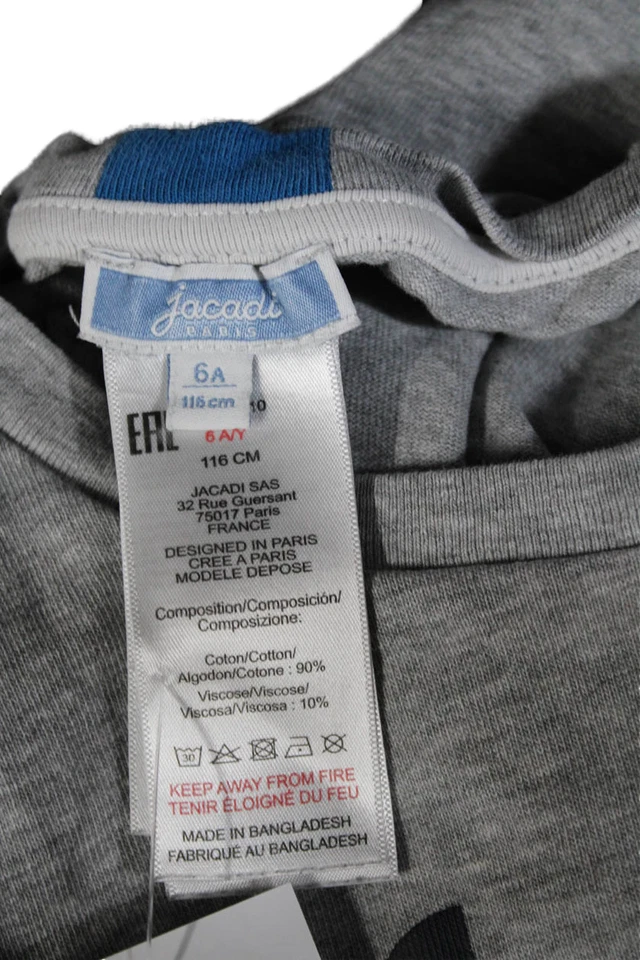 jacadi
PARIS
6A
116 cm
10
6 A/Y
116 CM
JACADI SAS
32 Rue Guersant
75017 Paris
FRANCE
DESIGNED IN PARIS
CREE A PARIS
MODELE DEPOSE
Composition/Composición/
Composizione:
Coton/Cotton/
Algodon/Cotone : 90%
Viscose/Viscose/
Viscosa/Viscosa : 10%
30
KEEP AWAY FROM FIRE
TENIR ÉLOIGNÉ DU FEU
MADE IN BANGLADESH
FABRIQUÉ AU BANGLADESH